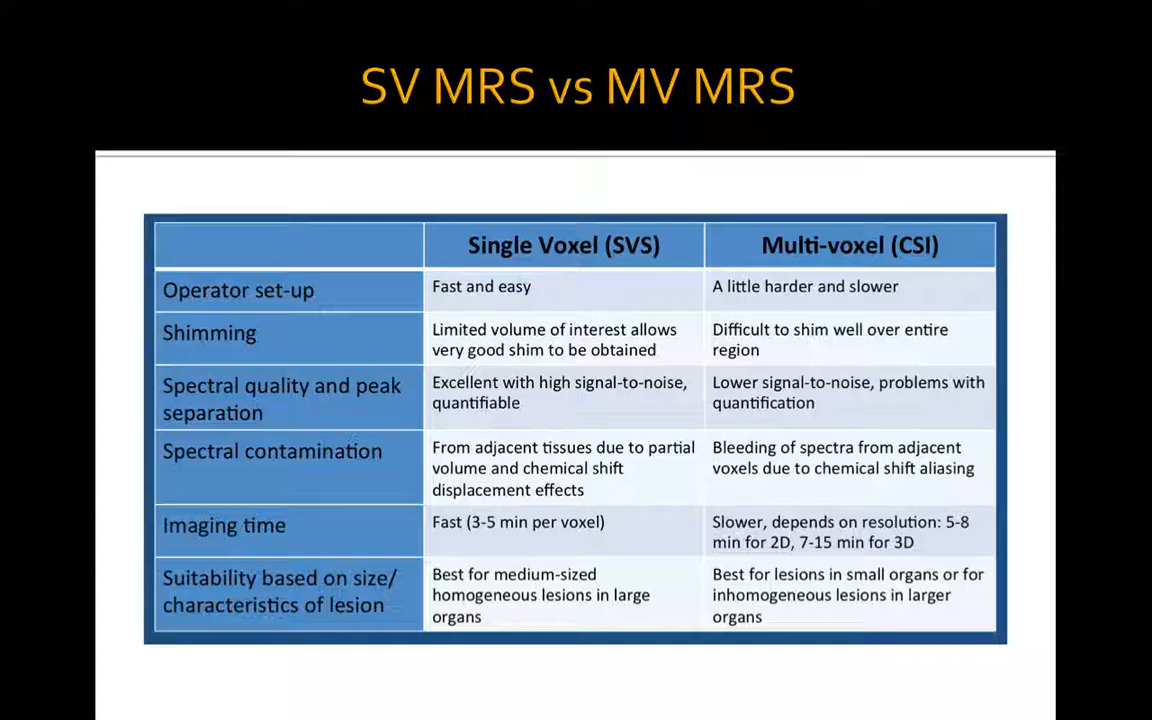 SV MRS vs MV MRS
Single Voxel (SVS)
Multi-voxel (CSI)
Operator set-up
Fast and easy
A little harder and slower
Shimming
Limited volume of interest allows
very good shim to be obtained
Difficult to shim well over entire
region
Spectral quality and peak
separation
Excellent with high signal-to-noise,
quantifiable
Lower signal-to-noise, problems with
quantification
Spectral contamination
From adjacent tissues due to partial
volume and chemical shift
displacement effects
Bleeding of spectra from adjacent
voxels due to chemical shift aliasing
Imaging time
Fast (3-5 min per voxel)
Slower, depends on resolution: 5-8
min for 2D, 7-15 min for 3D
Suitability based on size/
characteristics of lesion
Best for medium-sized
homogeneous lesions in large
organs
Best for lesions in small organs or for
inhomogeneous lesions in larger
organs